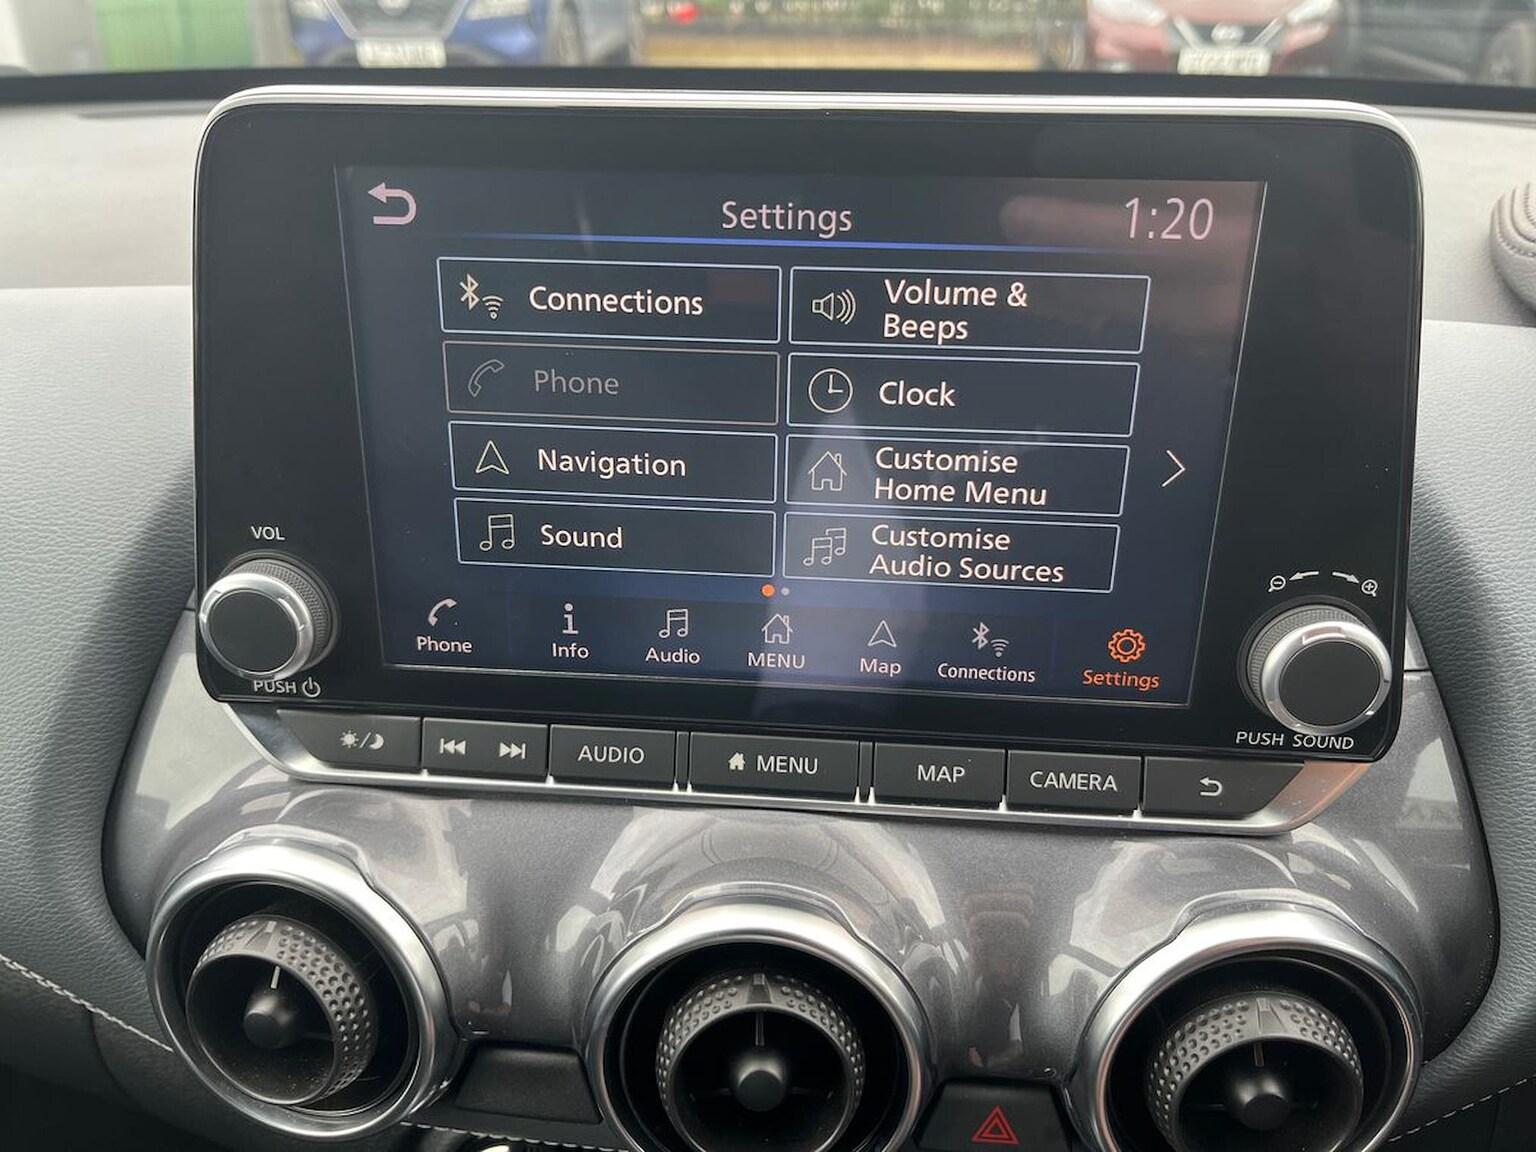 Settings
1:20
Connections
Volume &
Beeps
Phone
Clock
Navigation
Customise
Home Menu
Sound
Customise
Audio Sources
Phone
Info
Audio
MENU
Map
Connections
Settings
VOL
PUSH
PUSH SOUND
AUDIO
MENU
MAP
CAMERA